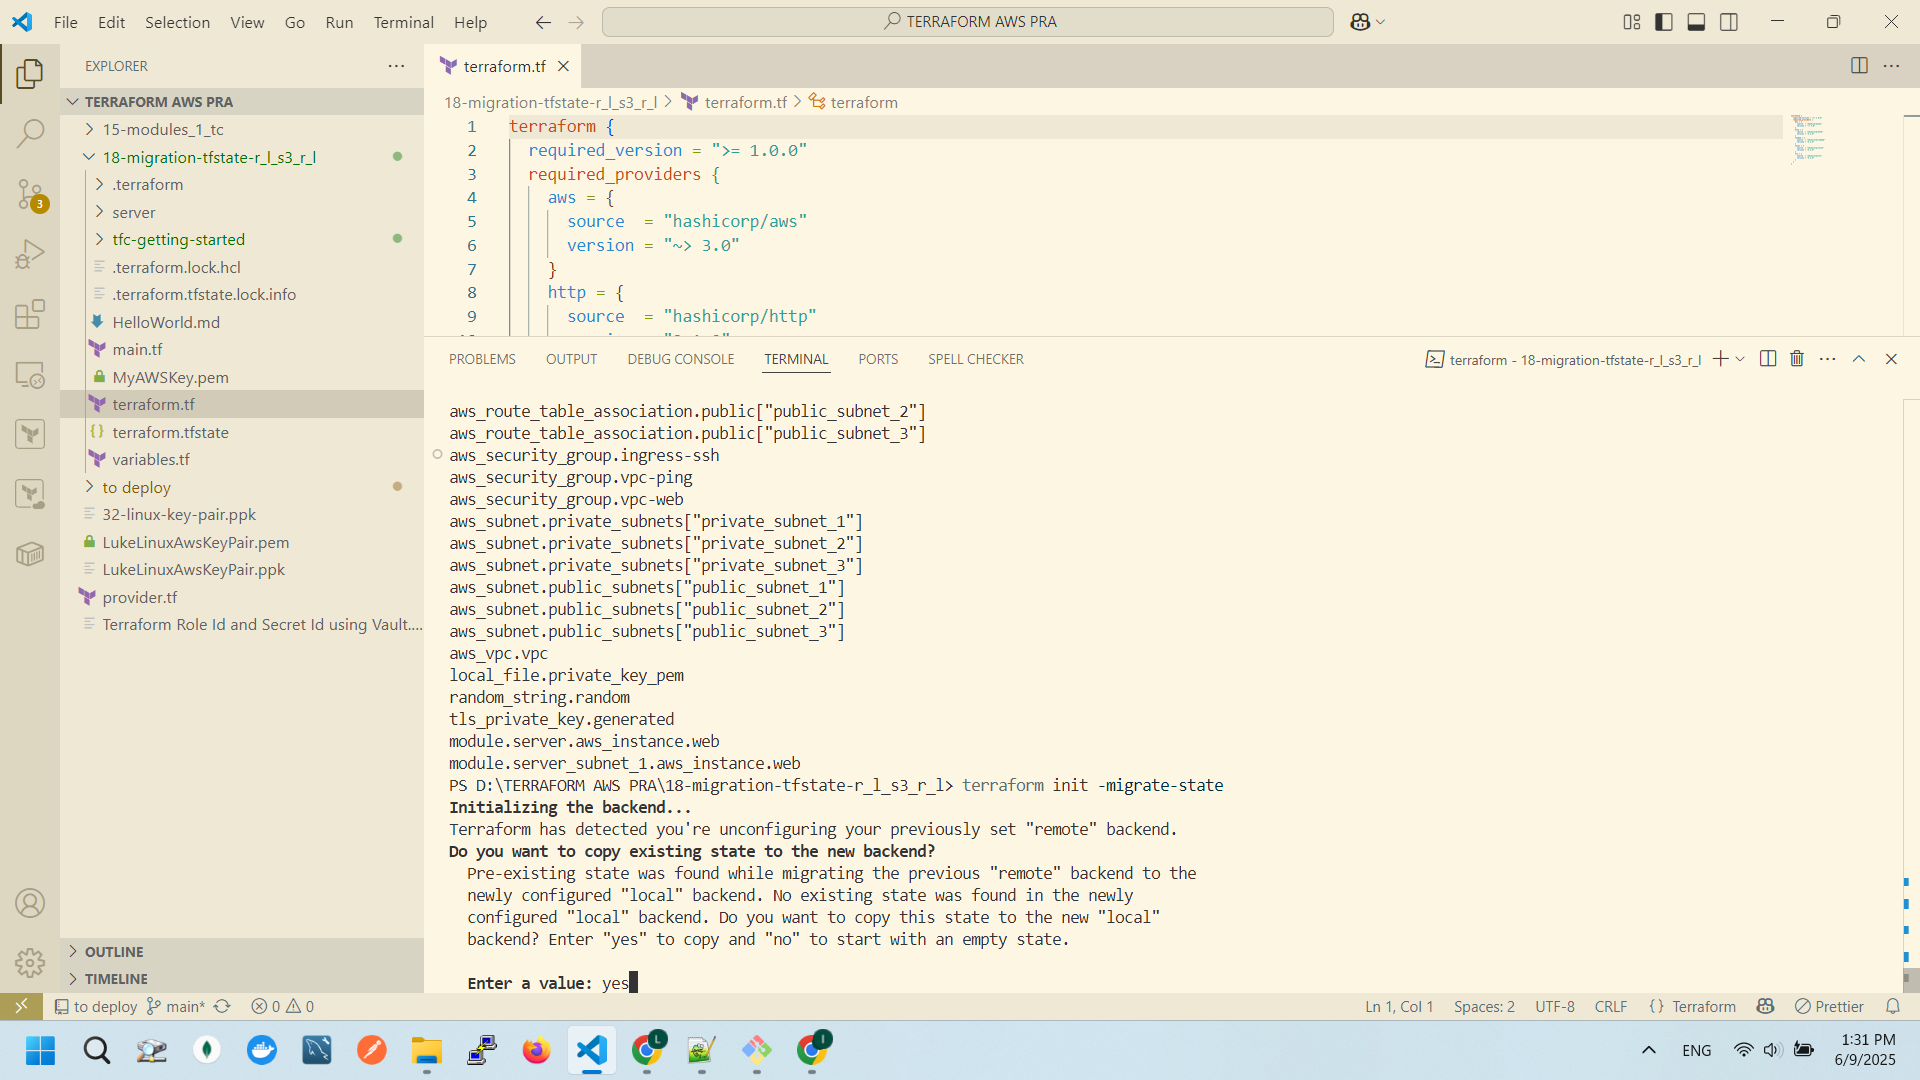 File Edit Selection View Go Run Terminal Help
TERRAFORM AWS PRA
EXPLORER
TERRAFORM AWS PRA
15-modules_1_tc
18-migration-tfstate-r_l_s3_r_l
.terraform
server
tfc-getting-started
.terraform.lock.hcl
.terraform.tfstate.lock.info
HelloWorld.md
main.tf
MyAWSKey.pem
terraform.tf
terraform.tfstate
variables.tf
to deploy
32-linux-key-pair.ppk
LukeLinuxAwsKeyPair.pem
LukeLinuxAwsKeyPair.ppk
provider.tf
Terraform Role Id and Secret Id using Vault....
OUTLINE
TIMELINE
3
terraform.tf
18-migration-tfstate-r_l_s3_r_l > terraform.tf > terraform
1 terraform {
2 required_version = ">= 1.0.0"
3 required_providers {
4 aws = {
5 source  = "hashicorp/aws"
6 version = "~> 3.0"
7 }
8 http = {
9 source  = "hashicorp/http"
PROBLEMS OUTPUT DEBUG CONSOLE TERMINAL PORTS SPELL CHECKER
terraform - 18-migration-tfstate-r_l_s3_r_l
aws_route_table_association.public["public_subnet_2"]
aws_route_table_association.public["public_subnet_3"]
aws_security_group.ingress-ssh
aws_security_group.vpc-ping
aws_security_group.vpc-web
aws_subnet.private_subnets["private_subnet_1"]
aws_subnet.private_subnets["private_subnet_2"]
aws_subnet.private_subnets["private_subnet_3"]
aws_subnet.public_subnets["public_subnet_1"]
aws_subnet.public_subnets["public_subnet_2"]
aws_subnet.public_subnets["public_subnet_3"]
aws_vpc.vpc
local_file.private_key_pem
random_string.random
tls_private_key.generated
module.server.aws_instance.web
module.server_subnet_1.aws_instance.web
PS D:\TERRAFORM AWS PRA\18-migration-tfstate-r_l_s3_r_l> terraform init -migrate-state
Initializing the backend...
Terraform has detected you're unconfiguring your previously set "remote" backend.
Do you want to copy existing state to the new backend?
Pre-existing state was found while migrating the previous "remote" backend to the
newly configured "local" backend. No existing state was found in the newly
configured "local" backend. Do you want to copy this state to the new "local"
backend? Enter "yes" to copy and "no" to start with an empty state.
Enter a value: yes
to deploy main* 0 0
Ln 1, Col 1 Spaces: 2 UTF-8 CRLF {} Terraform Prettier
L I
ENG
1:31 PM
6/9/2025